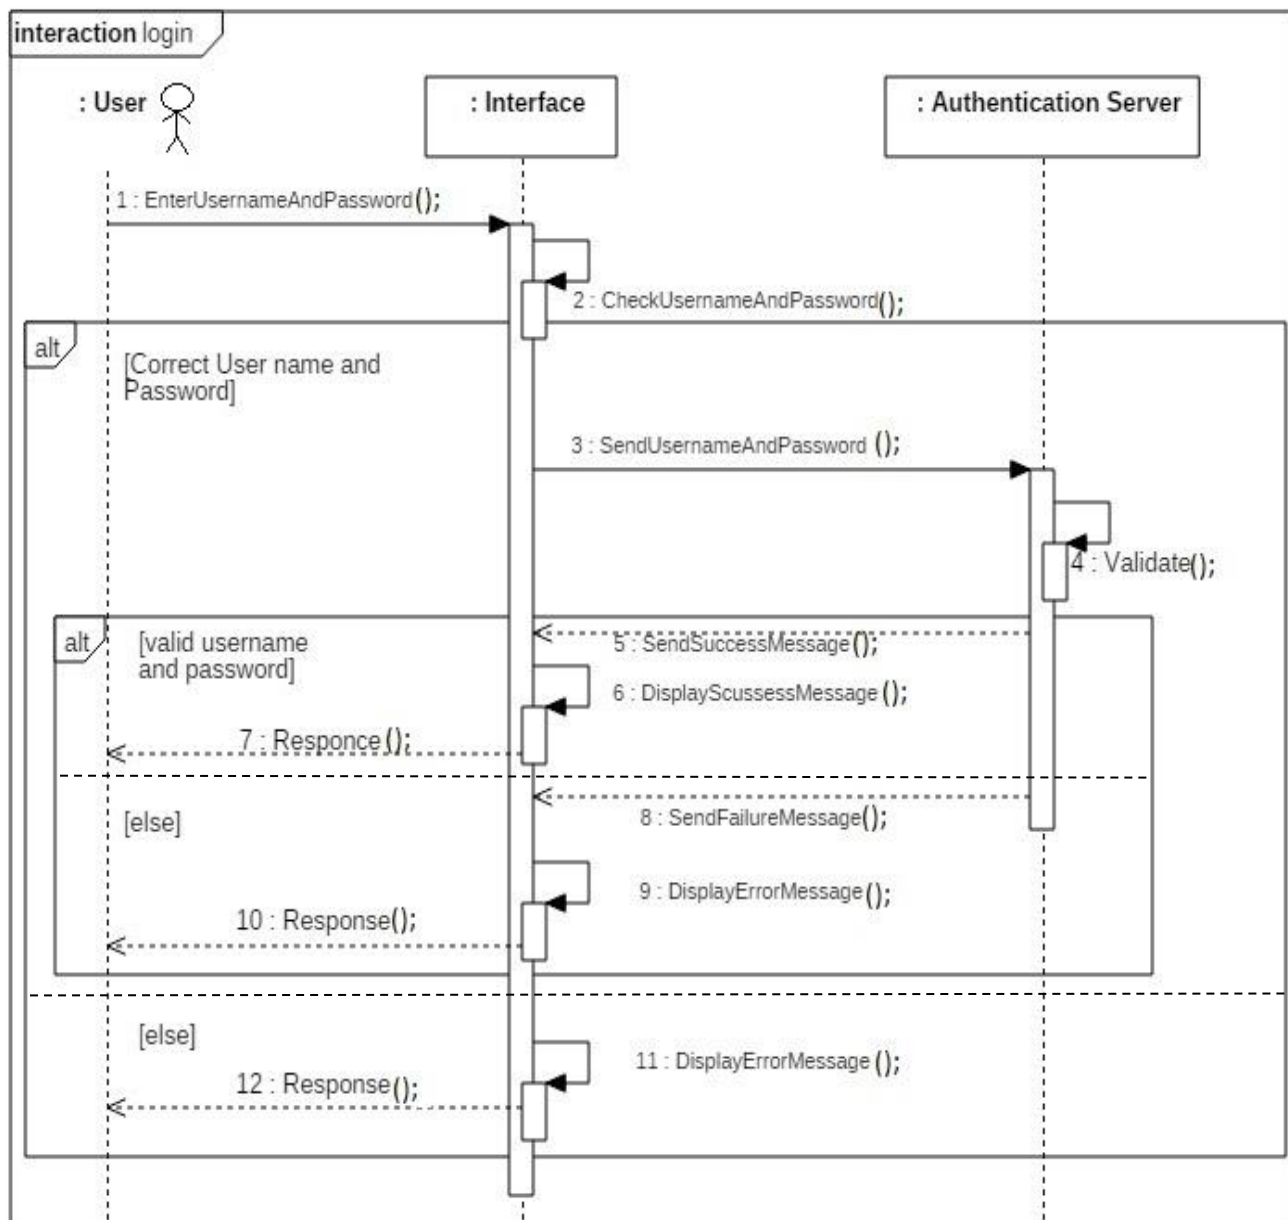 interaction login
: User
: Interface
: Authentication Server
1 : EnterUsernameAndPassword();
2 : CheckUsernameAndPassword();
alt
[Correct User name and
Password]
3 : SendUsernameAndPassword ();
4 : Validate();
alt
[valid username
and password]
5 : SendSuccessMessage();
6 : DisplayScussessMessage();
7 : Responce();
8 : SendFailureMessage();
[else]
9 : DisplayErrorMessage();
10 : Response();
[else]
11 : DisplayErrorMessage();
12 : Response();